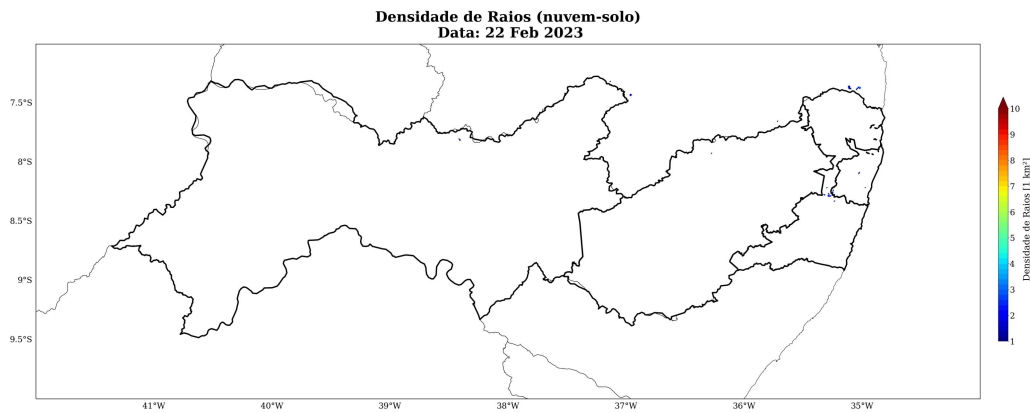 Densidade de Raios (nuvem-solo)
Data: 22 Feb 2023
7.5°S
8°S
8.5°S
9°S
9.5°S
41°W
40°W
39°W
38°W
37°W
36°W
35°W
10
9
8
7
6
5
4
3
2
1
Densidade de Raios [1 km²]